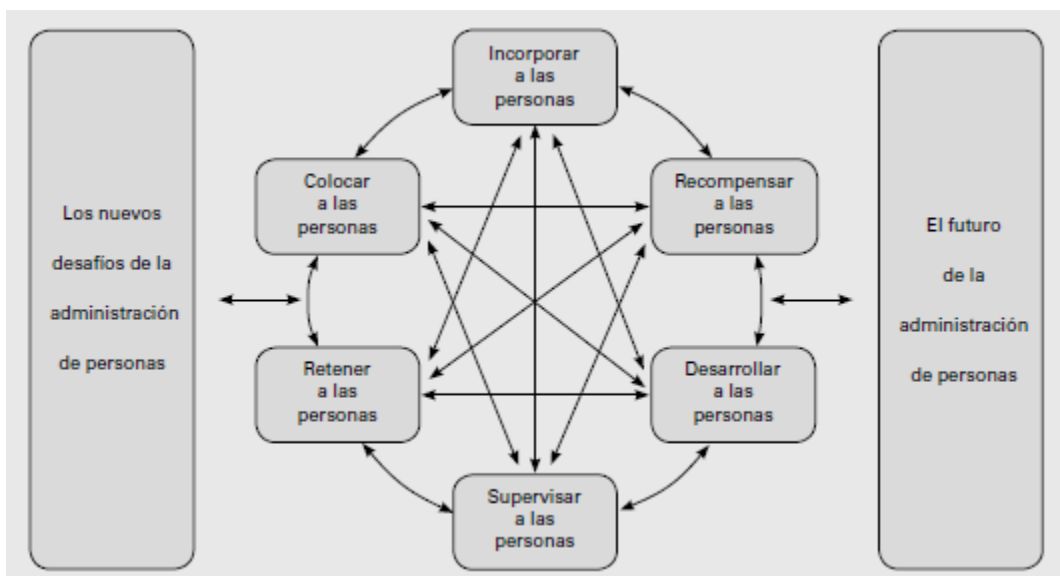 Los nuevos
desafíos de la
administración
de personas
Incorporar
a las
personas
Colocar
a las
personas
Recompensar
a las
personas
Retener
a las
personas
Desarrollar
a las
personas
Supervisar
a las
personas
El futuro
de la
administración
de personas